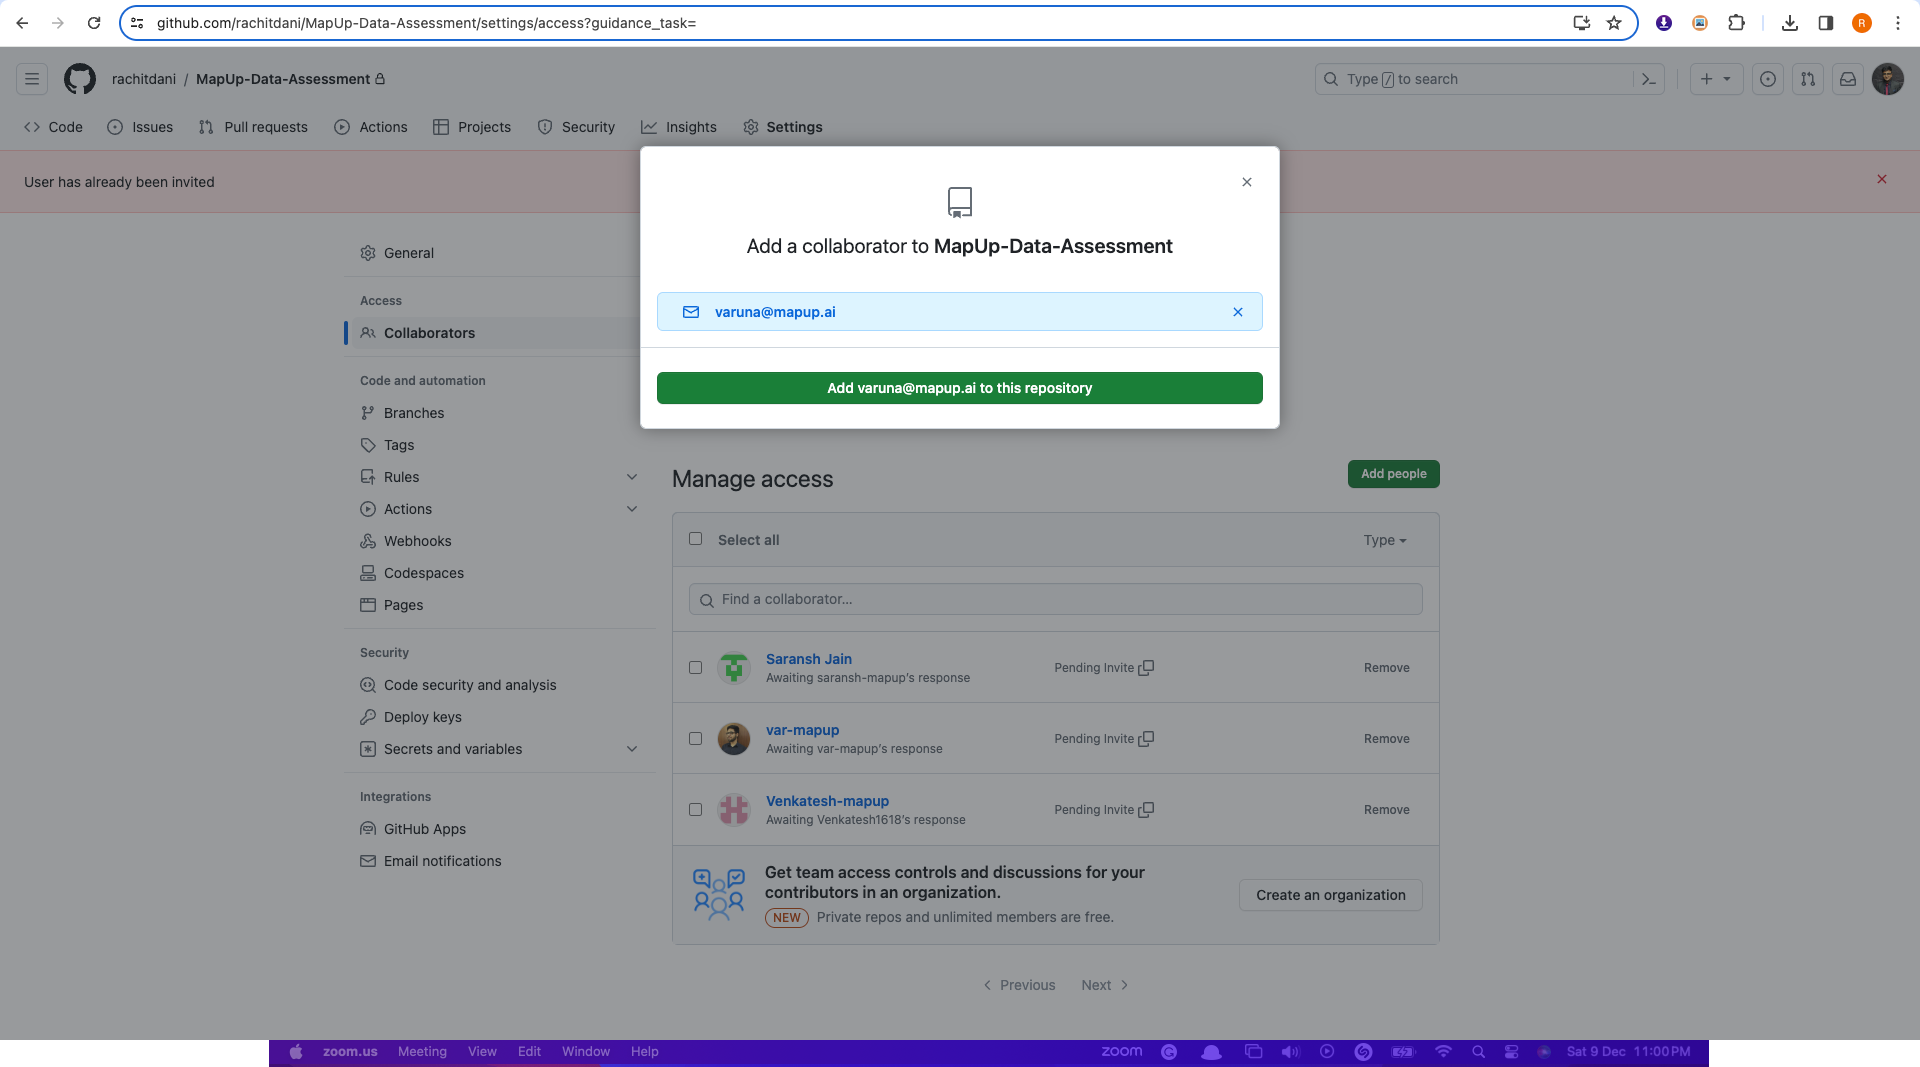 github.com/rachitdani/MapUp-Data-Assessment/settings/access?guidance_task=
R
rachitdani / MapUp-Data-Assessment
Type / to search
Code Issues Pull requests Actions Projects Security Insights Settings
User has already been invited
Add a collaborator to MapUp-Data-Assessment
varuna@mapup.ai
Add varuna@mapup.ai to this repository
General
Access
Collaborators
Code and automation
Branches
Tags
Rules
Actions
Webhooks
Codespaces
Pages
Security
Code security and analysis
Deploy keys
Secrets and variables
Integrations
GitHub Apps
Email notifications
Manage access
Add people
Select all
Type
Find a collaborator...
Saransh Jain
Awaiting saransh-mapup's response
Pending Invite
Remove
var-mapup
Awaiting var-mapup's response
Pending Invite
Remove
Venkatesh-mapup
Awaiting Venkatesh1618's response
Pending Invite
Remove
Get team access controls and discussions for your
contributors in an organization.
NEW Private repos and unlimited members are free.
Create an organization
Previous Next
zoom.us Meeting View Edit Window Help
zoom
Sat 9 Dec 11:00 PM